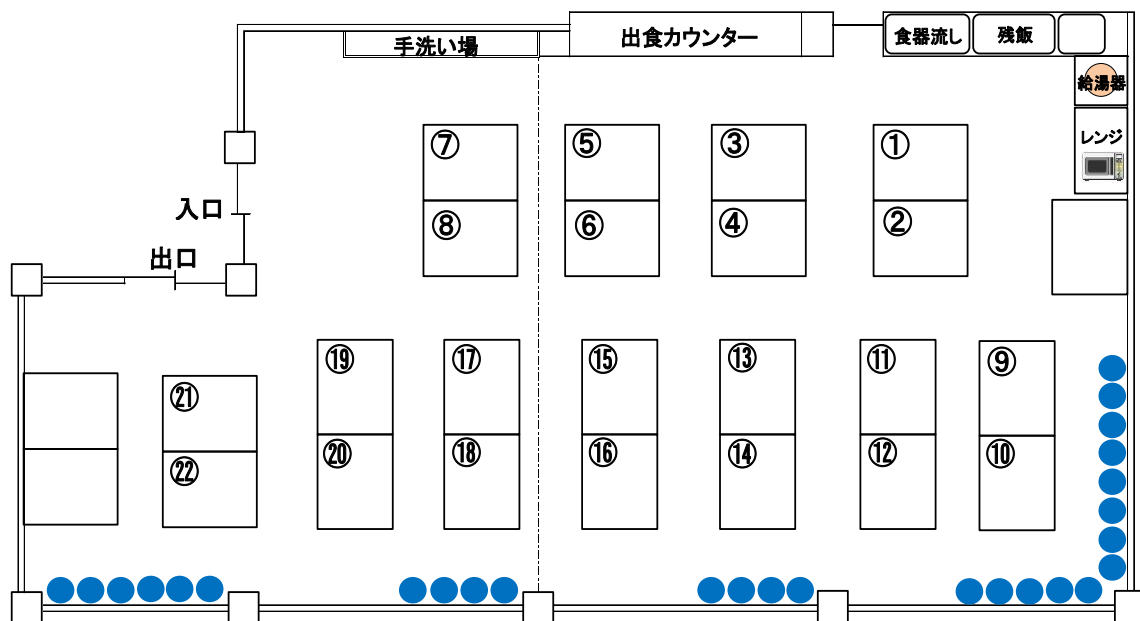 手洗い場
出食カウンター
食器流し
残飯
給湯器
レンジ
⑦
⑤
③
①
⑧
⑥
④
②
入口
出口
⑲
⑰
⑮
⑬
⑪
⑨
㉑
⑳
⑱
⑯
⑭
⑫
⑩
㉒